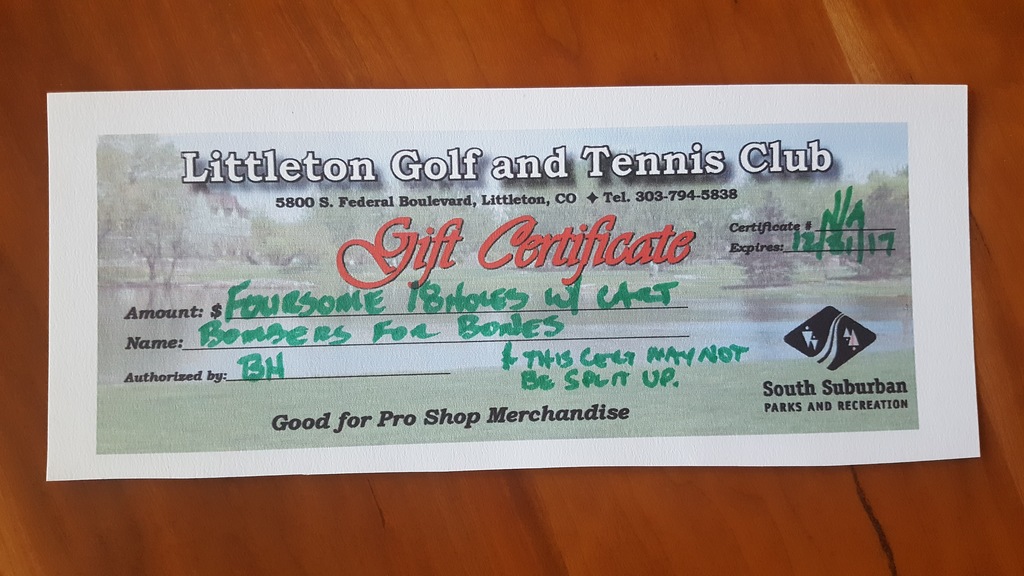 Littleton Golf and Tennis Club
5800 S. Federal Boulevard, Littleton, CO ✦ Tel. 303-794-5838
Gift Certificate
Certificate # N/A
Expires: 12/31/17
Amount: $ FOURSOME 18 HOLES W/ CART
Name: BOMBERS FOR BONES
Authorized by: BH
* THIS CERT MAY NOT
BE SPLIT UP.
Good for Pro Shop Merchandise
South Suburban
PARKS AND RECREATION